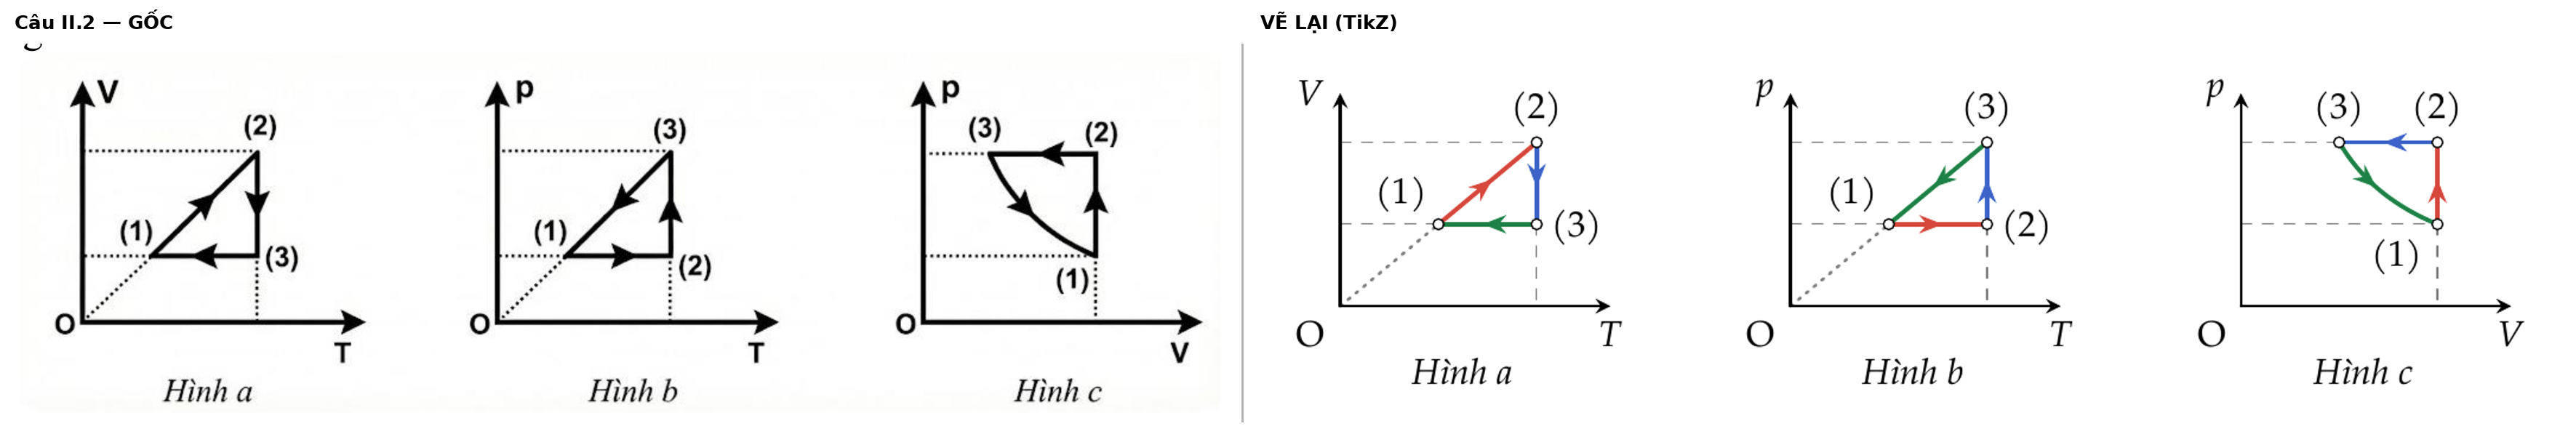 Câu II.2 — GỐC
V
(2)
(1)
(3)
O
T
Hình a
p
(3)
(1)
(2)
O
T
Hình b
p
(3)
(2)
(1)
O
V
Hình c
VẼ LẠI (TikZ)
V
(2)
(1)
(3)
O
T
Hình a
p
(3)
(1)
(2)
O
T
Hình b
p
(3)
(2)
(1)
O
V
Hình c